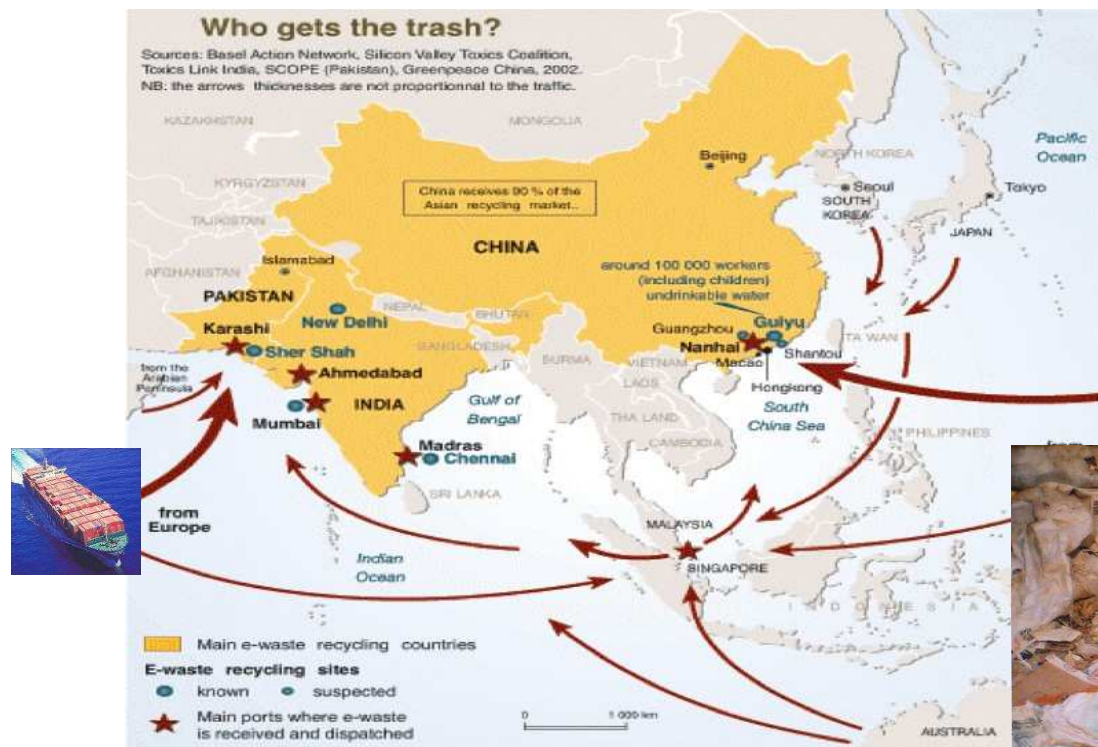 Who gets the trash?
Sources: Basel Action Network, Silicon Valley Toxics Coalition,
Toxics Link India, SCOPE (Pakistan), Greenpeace China, 2002.
NB: the arrows thicknesses are not proportionnal to the traffic.
KAZAKHSTAN
MONGOLIA
Pacific
Ocean
Beijing
NORTH KOREA
KYRGYZSTAN
China receives 90 % of the
Asian recycling market..
Seoul
SOUTH
KOREA
Tokyo
TAJIKISTAN
JAPAN
CHINA
Islamabad
AFGHANISTAN
around 100 000 workers
(including children)
undrinkable water
PAKISTAN
NEPAL
BHUTAN
New Delhi
Karashi
Guangzhou
Guiyu
TAI WAN
Sher Shah
BANGLADESH
Nanhai
Shantou
BURMA
VIETNAM
Macao
from the
Arabian
Peninsula
Ahmedabad
LAOS
Hongkong
INDIA
Gulf of
Bengal
South
China Sea
Mumbai
THA LAND
PHILIPPINES
Madras
Chennai
CAMBODIA
from
SRI LANKA
from
Europe
MALAYSIA
Indian
Ocean
SINGAPORE
INDONESIA
Main e-waste recycling countries
E-waste recycling sites
known
suspected
Main ports where e-waste
is received and dispatched
0
1 000 km
AUSTRALIA